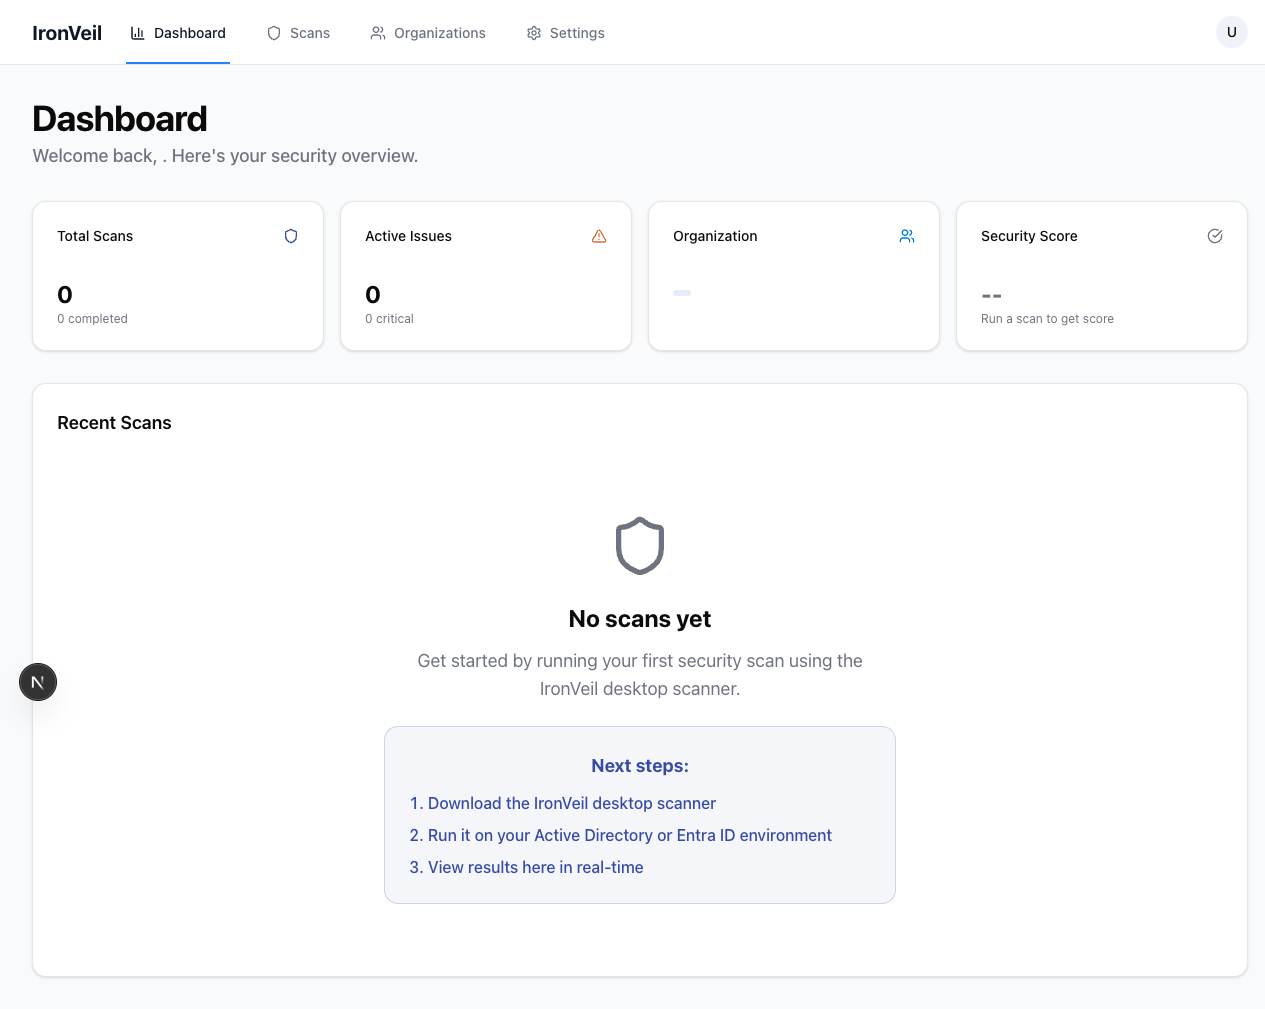 IronVeil
Dashboard
Scans
Organizations
Settings
U
Dashboard
Welcome back, . Here's your security overview.
Total Scans
0
0 completed
Active Issues
0
0 critical
Organization
Security Score
--
Run a scan to get score
Recent Scans
No scans yet
Get started by running your first security scan using the
IronVeil desktop scanner.
N
Next steps:
1. Download the IronVeil desktop scanner
2. Run it on your Active Directory or Entra ID environment
3. View results here in real-time